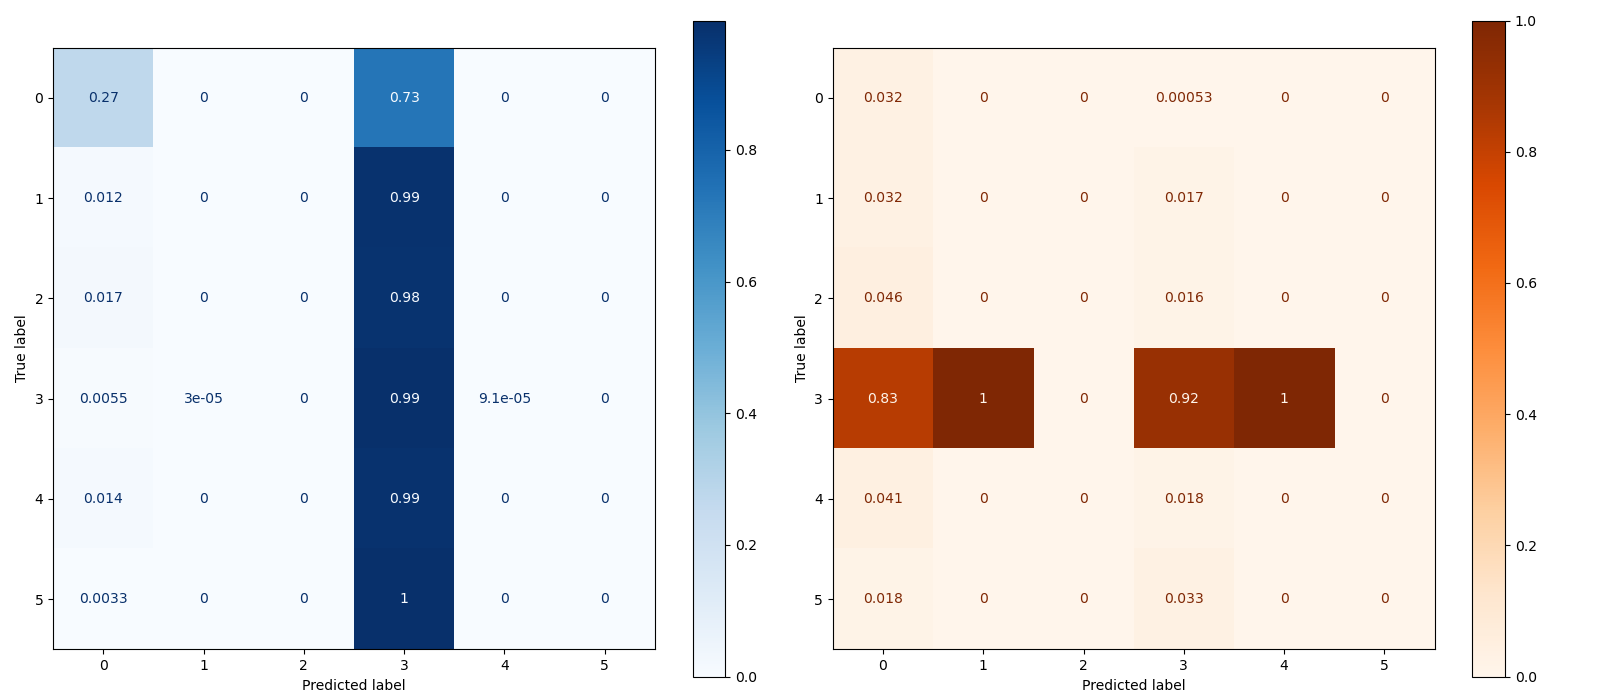 0 0.27 0 0 0.73 0 0
1 0.012 0 0 0.99 0 0
2 0.017 0 0 0.98 0 0
3 0.0055 3e-05 0 0.99 9.1e-05 0
4 0.014 0 0 0.99 0 0
5 0.0033 0 0 1 0 0
0 1 2 3 4 5
Predicted label
True label
0.8
0.6
0.4
0.2
0.0
0 0.032 0 0 0.00053 0 0
1 0.032 0 0 0.017 0 0
2 0.046 0 0 0.016 0 0
3 0.83 1 0 0.92 1 0
4 0.041 0 0 0.018 0 0
5 0.018 0 0 0.033 0 0
0 1 2 3 4 5
Predicted label
True label
1.0
0.8
0.6
0.4
0.2
0.0